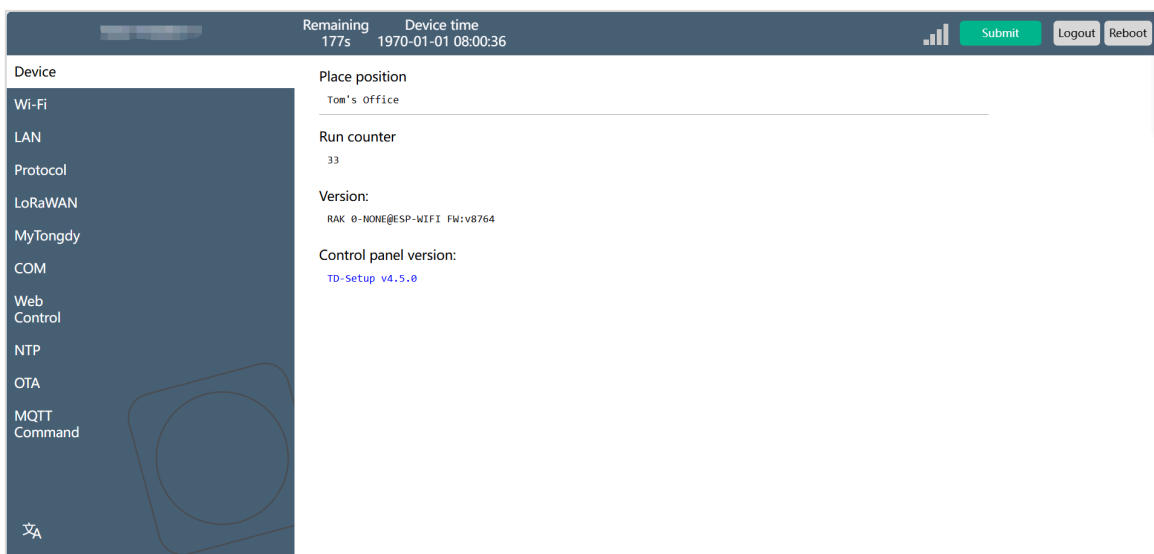 Remaining Device time
177s 1970-01-01 08:00:36
Submit Logout Reboot
Device
Wi-Fi
LAN
Protocol
LoRaWAN
MyTongdy
COM
Web
Control
NTP
OTA
MQTT
Command
文A
Place position
Tom's Office
Run counter
33
Version:
RAK 0-NONE@ESP-WIFI FW:v8764
Control panel version:
TD-Setup v4.5.0